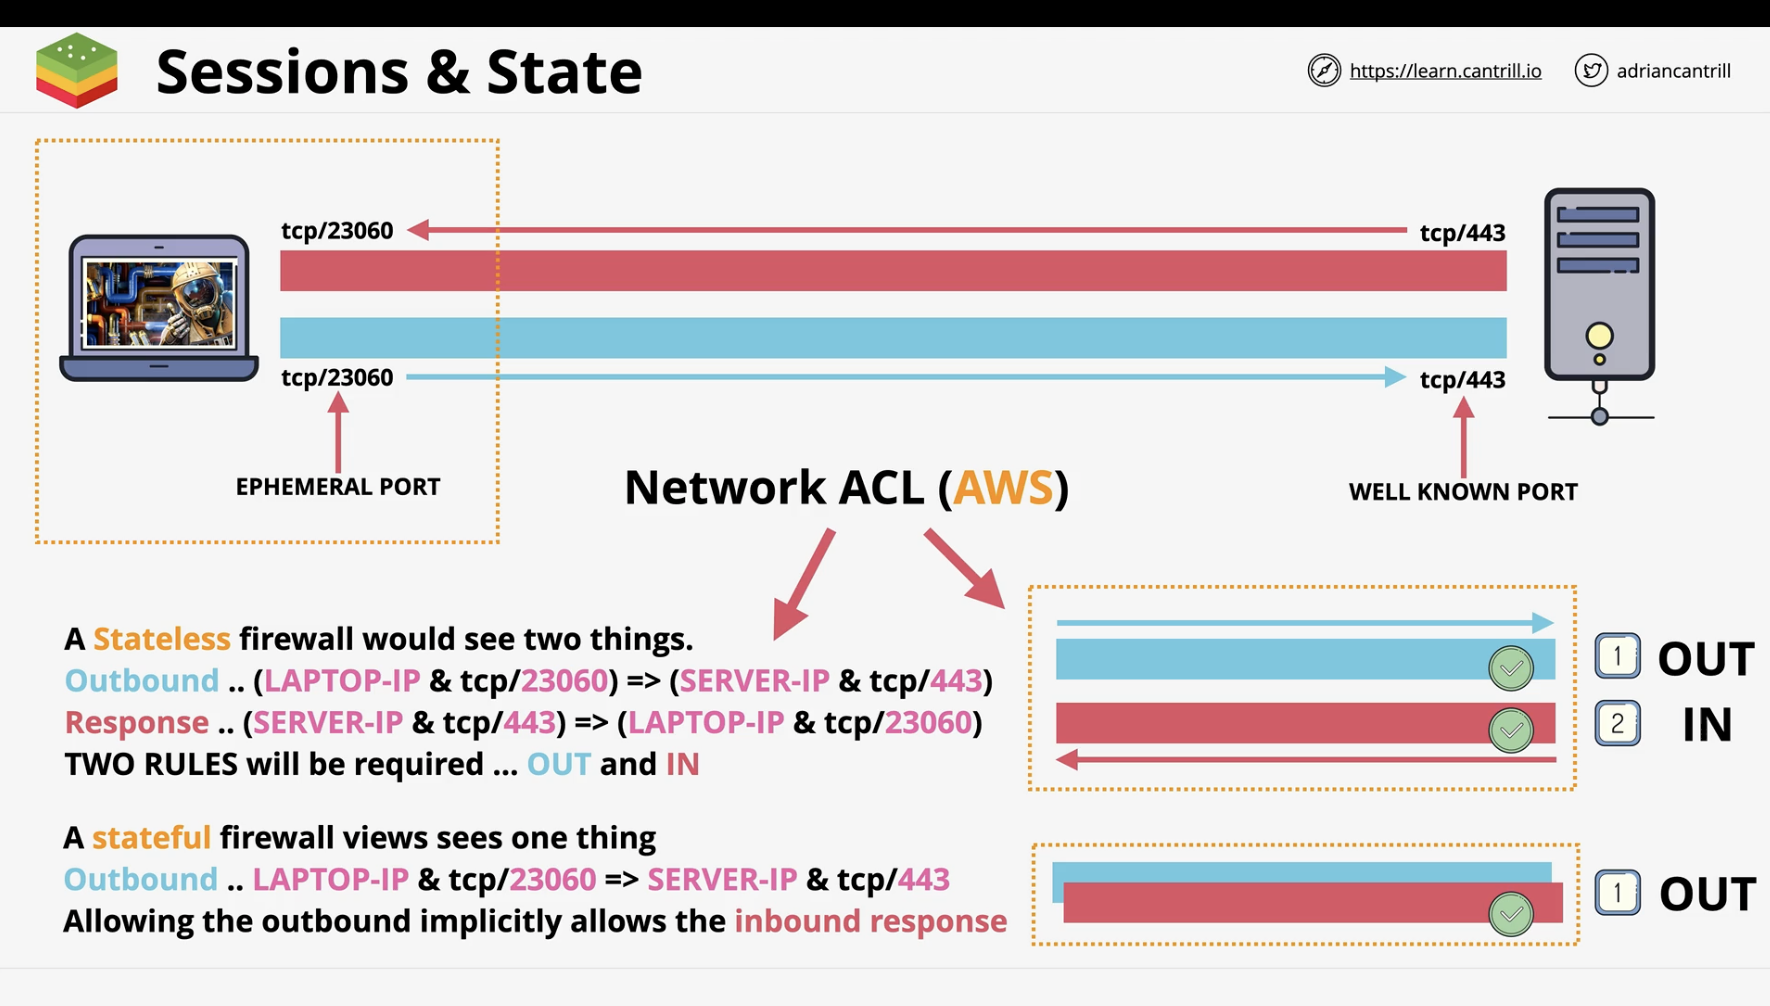 Sessions & State
https://learn.cantrill.io
adriancantrill
tcp/23060
tcp/443
tcp/23060
tcp/443
EPHEMERAL PORT
WELL KNOWN PORT
Network ACL (AWS)
A Stateless firewall would see two things.
Outbound .. (LAPTOP-IP & tcp/23060) => (SERVER-IP & tcp/443)
Response .. (SERVER-IP & tcp/443) => (LAPTOP-IP & tcp/23060)
TWO RULES will be required ... OUT and IN
1 OUT
2 IN
A stateful firewall views sees one thing
Outbound .. LAPTOP-IP & tcp/23060 => SERVER-IP & tcp/443
Allowing the outbound implicitly allows the inbound response
1 OUT